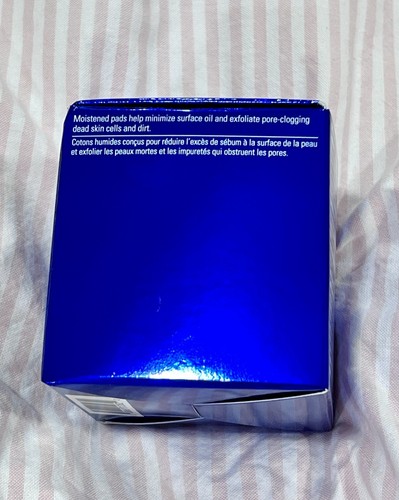 Moistened pads help minimize surface oil and exfoliate pore-clogging
dead skin cells and dirt.
Cotons humides conçus pour réduire l'excès de sébum à la surface de la peau
et exfolier les peaux mortes et les impuretés qui obstruent les pores.